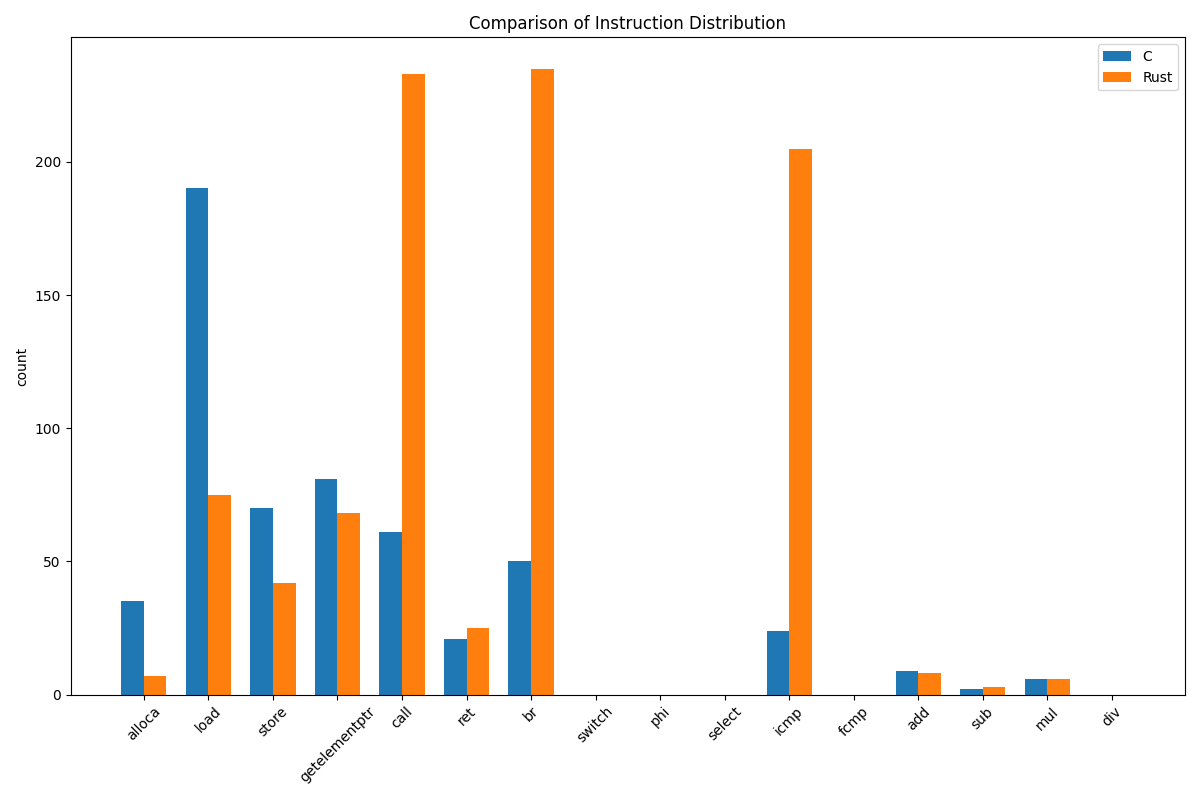 Comparison of Instruction Distribution
C
Rust
count
200
150
100
50
0
alloca
load
store
getelementptr
call
ret
br
switch
phi
select
icmp
fcmp
add
sub
mul
div